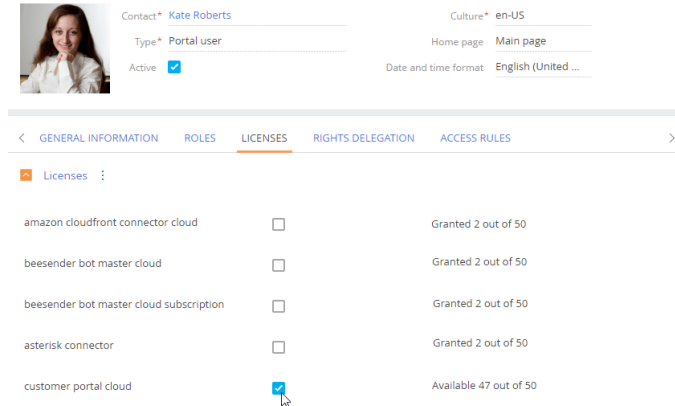 Contact* Kate Roberts Culture* en-US
Type* Portal user Home page Main page
Active Date and time format English (United ...
GENERAL INFORMATION ROLES LICENSES RIGHTS DELEGATION ACCESS RULES
Licenses
amazon cloudfront connector cloud Granted 2 out of 50
beesender bot master cloud Granted 2 out of 50
beesender bot master cloud subscription Granted 2 out of 50
asterisk connector Granted 2 out of 50
customer portal cloud Available 47 out of 50